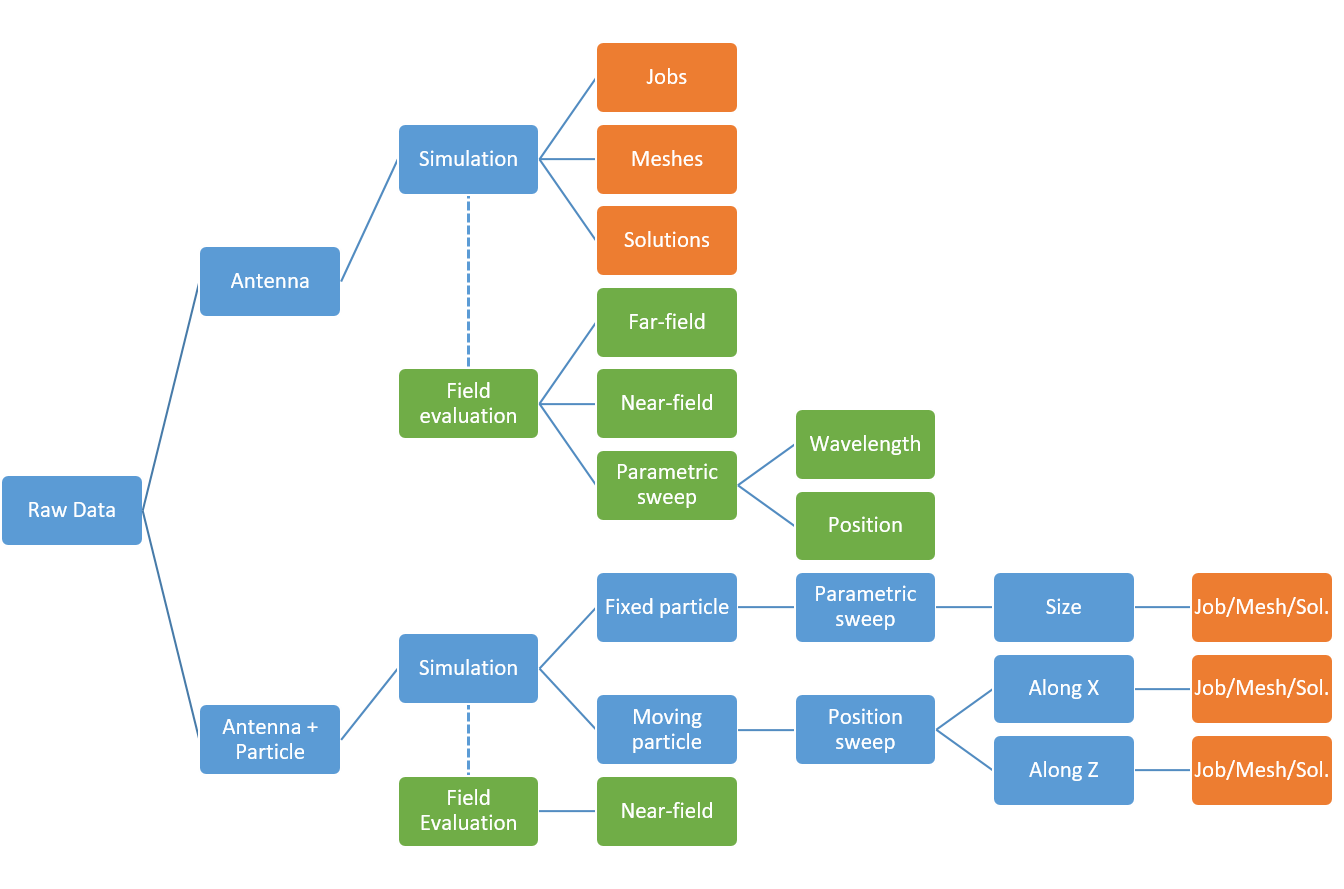 Jobs
Simulation
Meshes
Solutions
Antenna
Far-field
Field
evaluation
Near-field
Parametric
sweep
Wavelength
Position
Raw Data
Fixed particle
Parametric
sweep
Size
Job/Mesh/Sol.
Simulation
Along X
Job/Mesh/Sol.
Antenna +
Particle
Moving
particle
Position
sweep
Along Z
Job/Mesh/Sol.
Field
Evaluation
Near-field